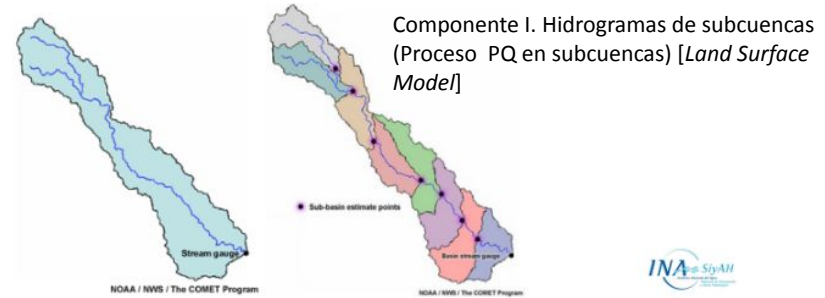 Componente I. Hidrogramas de subcuencas
(Proceso PQ en subcuencas) [Land Surface
Model]
Stream gauge
NOAA / NWS / The COMET Program
Sub-basin estimate points
Basin stream gauge
NOAA / NWS / The COMET Program
INA SiyAH